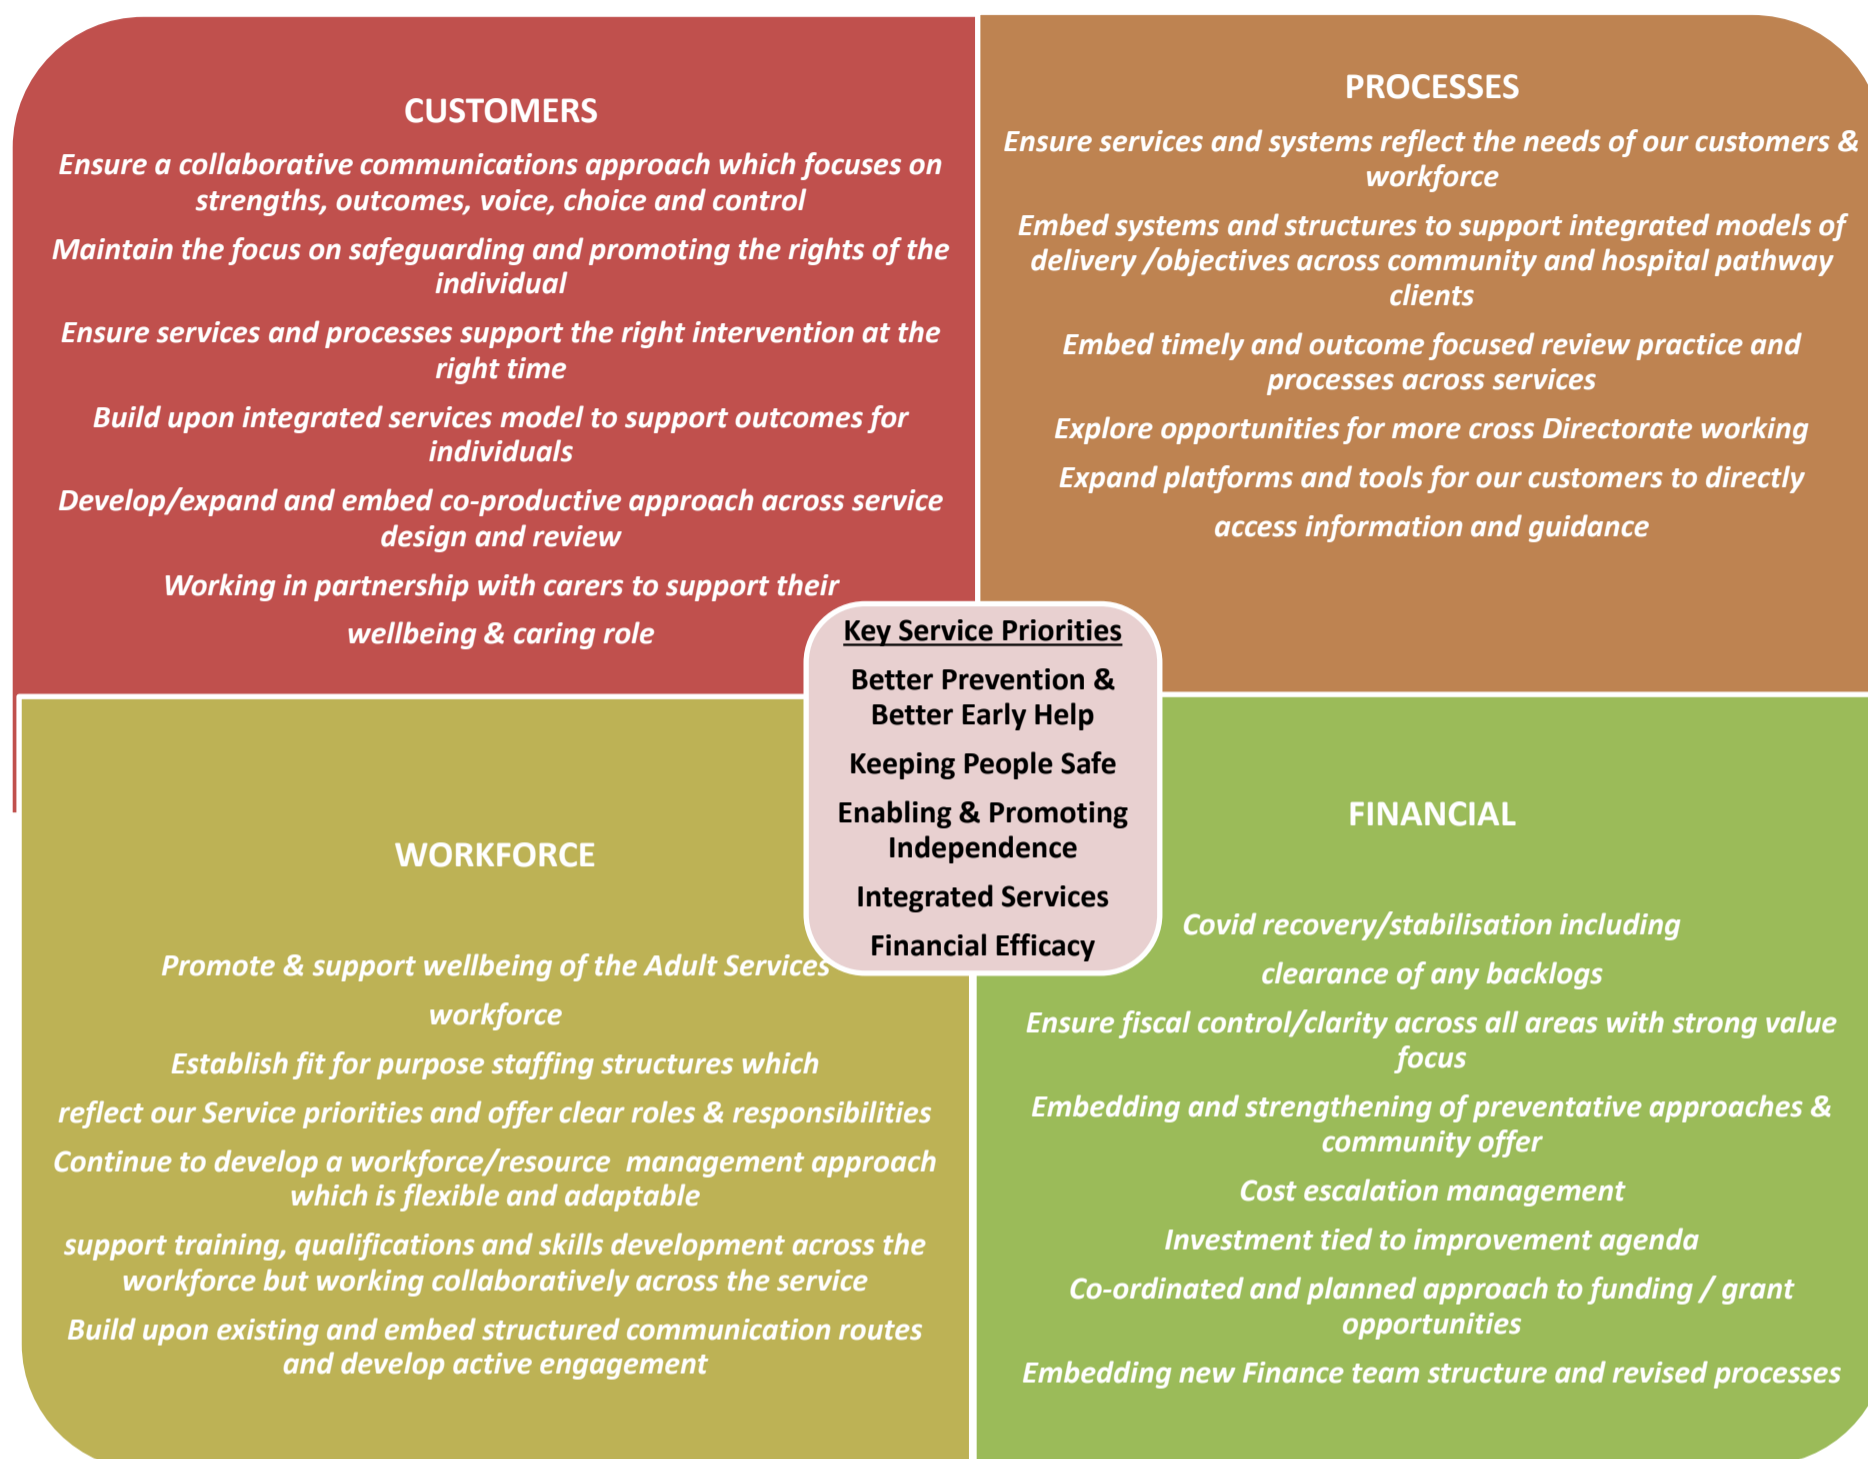 CUSTOMERS
Ensure a collaborative communications approach which focuses on
strengths, outcomes, voice, choice and control
Maintain the focus on safeguarding and promoting the rights of the
individual
Ensure services and processes support the right intervention at the
right time
Build upon integrated services model to support outcomes for
individuals
Develop/expand and embed co-productive approach across service
design and review
Working in partnership with carers to support their
wellbeing & caring role
PROCESSES
Ensure services and systems reflect the needs of our customers &
workforce
Embed systems and structures to support integrated models of
delivery /objectives across community and hospital pathway
clients
Embed timely and outcome focused review practice and
processes across services
Explore opportunities for more cross Directorate working
Expand platforms and tools for our customers to directly
access information and guidance
Key Service Priorities
Better Prevention &
Better Early Help
Keeping People Safe
Enabling & Promoting
Independence
Integrated Services
Financial Efficacy
WORKFORCE
Promote & support wellbeing of the Adult Services
workforce
Establish fit for purpose staffing structures which
reflect our Service priorities and offer clear roles & responsibilities
Continue to develop a workforce/resource  management approach
which is flexible and adaptable
support training, qualifications and skills development across the
workforce but working collaboratively across the service
Build upon existing and embed structured communication routes
and develop active engagement
FINANCIAL
Covid recovery/stabilisation including
clearance of any backlogs
Ensure fiscal control/clarity across all areas with strong value
focus
Embedding and strengthening of preventative approaches &
community offer
Cost escalation management
Investment tied to improvement agenda
Co-ordinated and planned approach to funding / grant
opportunities
Embedding new Finance team structure and revised processes